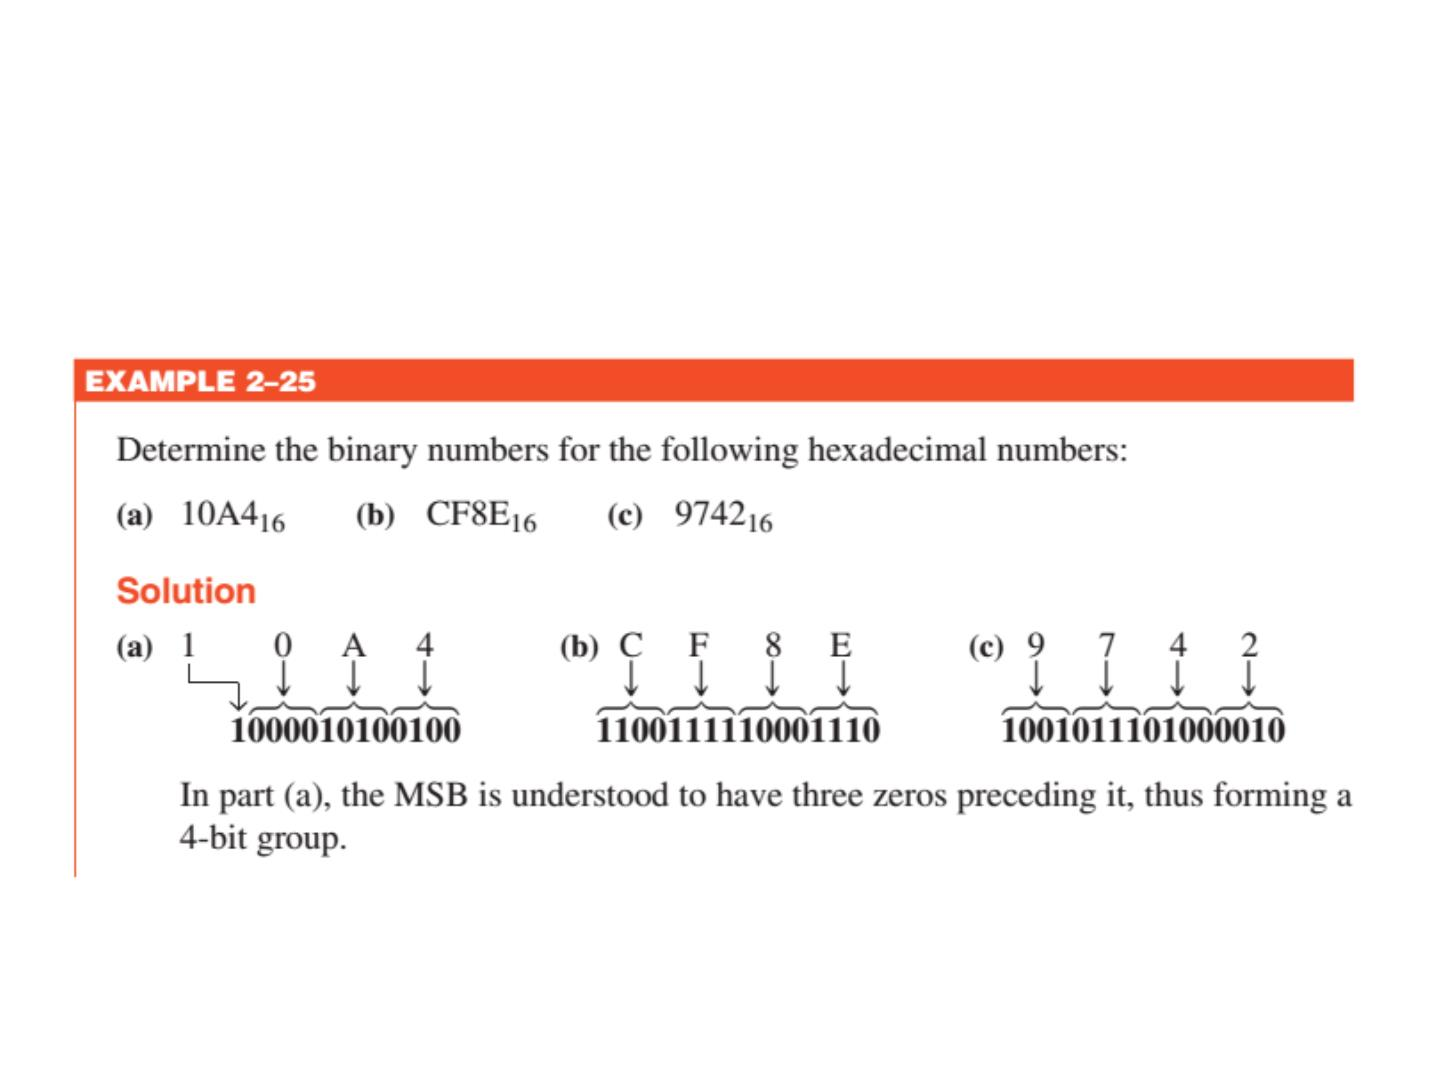 EXAMPLE 2–25
Determine the binary numbers for the following hexadecimal numbers:
(a) 10A4₁₆ (b) CF8E₁₆ (c) 9742₁₆
Solution
(a) 1 0 A 4 (b) C F 8 E (c) 9 7 4 2
1000010100100 1100111110001110 1001011101000010
In part (a), the MSB is understood to have three zeros preceding it, thus forming a
4-bit group.